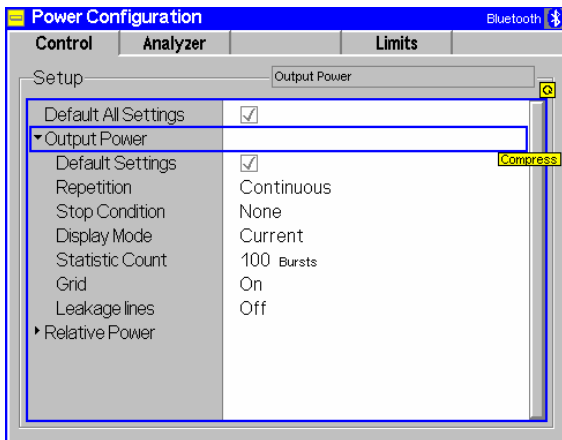 Power Configuration Bluetooth
Control Analyzer Limits
Setup Output Power
Default All Settings
Output Power
Compress
Default Settings
Repetition Continuous
Stop Condition None
Display Mode Current
Statistic Count 100 Bursts
Grid On
Leakage lines Off
Relative Power